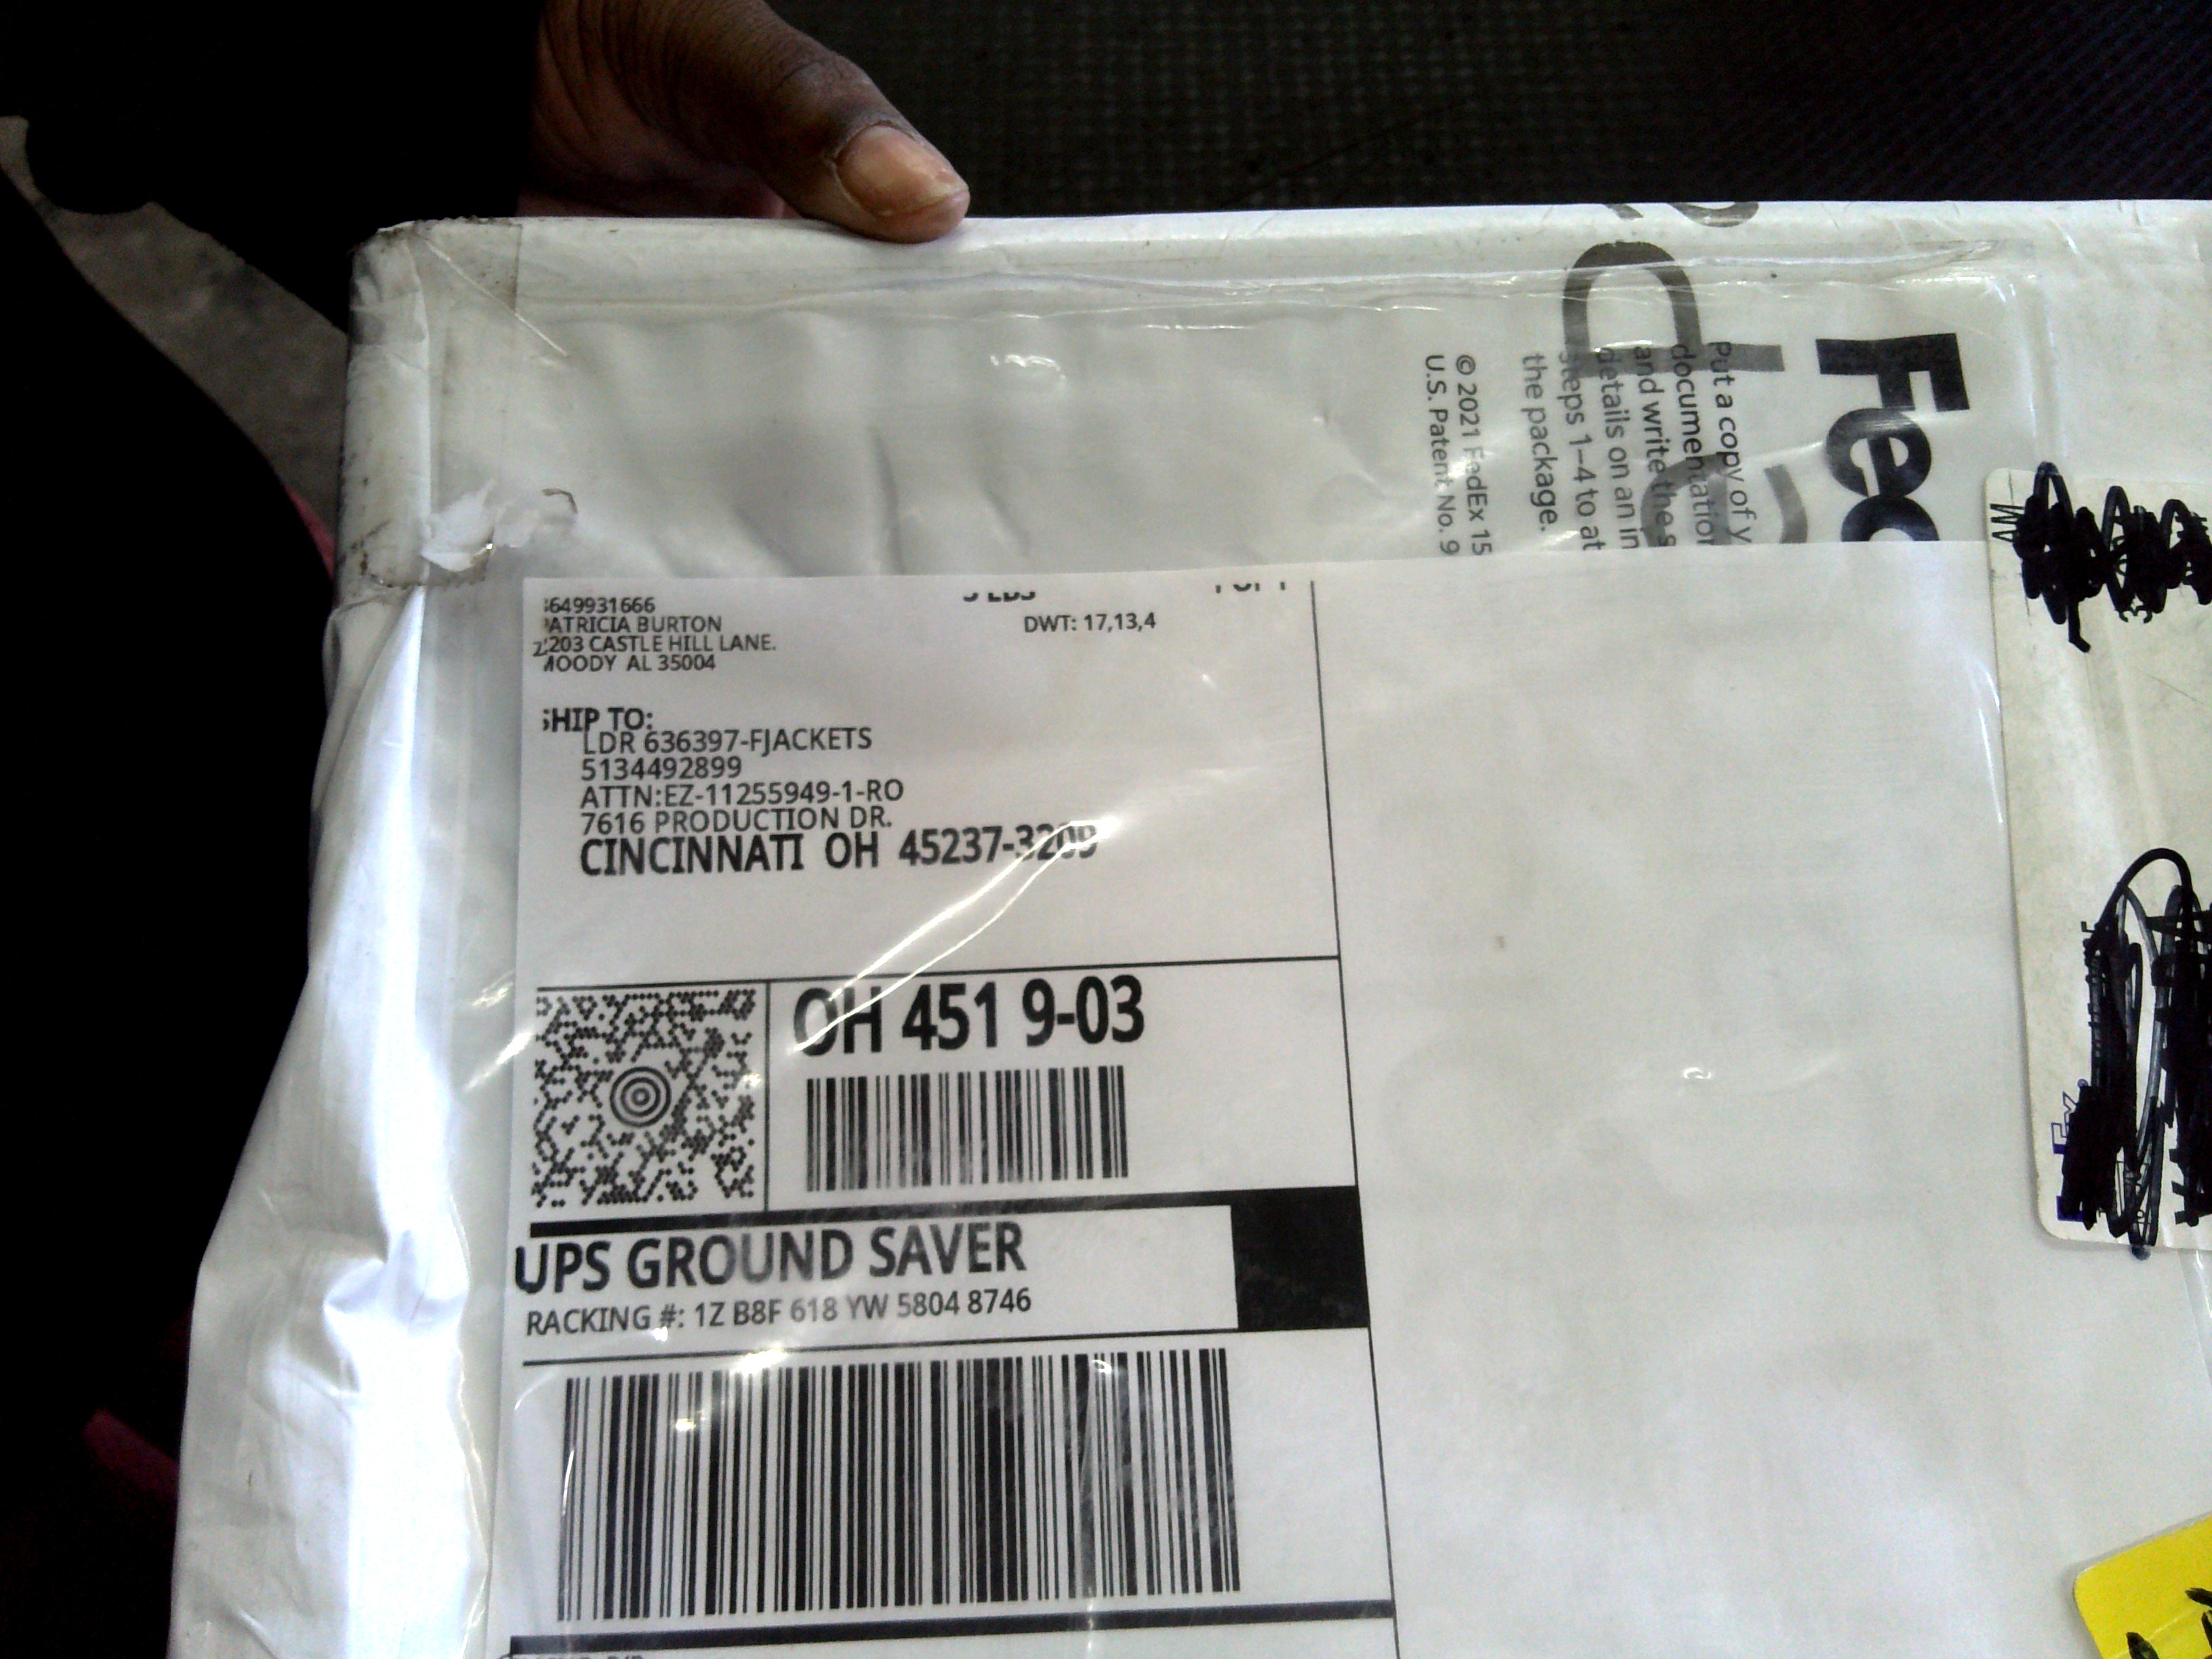 :649931666
PATRICIA BURTON
DWT: 17,13,4
203 CASTLE HILL LANE.
MOODY AL 35004
SHIP TO:
LDR 636397-FJACKETS
5134492899
ATTN:EZ-11255949-1-RO
7616 PRODUCTION DR.
CINCINNATI OH 45237-3209
OH 451 9-03
UPS GROUND SAVER
RACKING #: 1Z B8F 618 YW 5804 8746
Fed
Put a copy of y
documentation
and write the s
details on an in
steps 1–4 to at
the package.
© 2021 FedEx 15
U.S. Patent No. 9